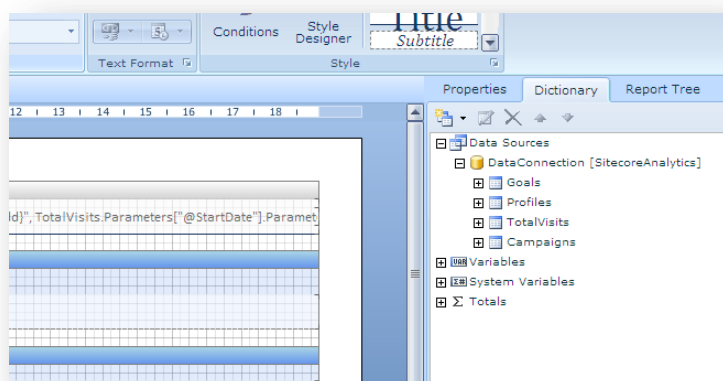 Title
Conditions
Style
Designer
Subtitle
Text Format
Style
Properties Dictionary Report Tree
12 13 14 15 16 17 18
Data Sources
DataConnection [SitecoreAnalytics]
Goals
Profiles
ld}", TotalVisits.Parameters["@StartDate"].Paramet
TotalVisits
Campaigns
Variables
System Variables
Σ Totals